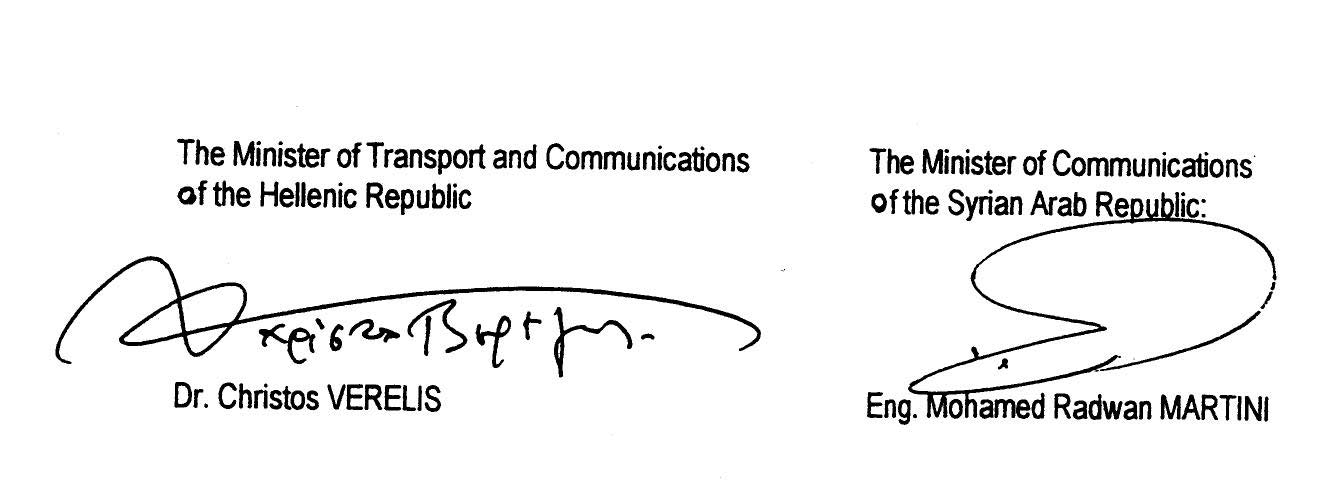 The Minister of Transport and Communications
of the Hellenic Republic
Dr. Christos VERELIS
The Minister of Communications
of the Syrian Arab Republic:
Eng. Mohamed Radwan MARTINI